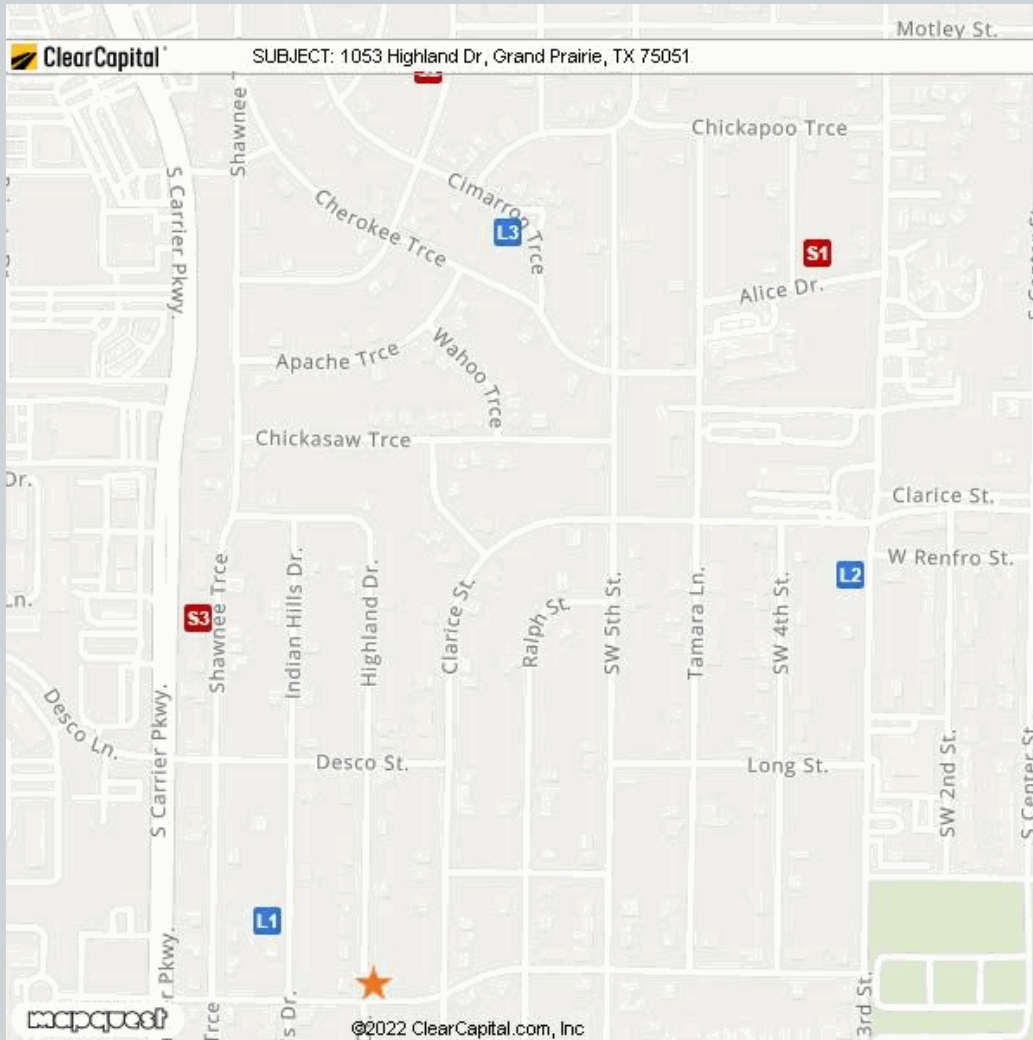 Motley St.
ClearCapital
SUBJECT: 1053 Highland Dr, Grand Prairie, TX 75051
Shawnee
Chickapoo Trce
S Carrier Pkwy.
Cimarron Trce
Cherokee Trce
L3
S1
Alice Dr.
Apache Trce
Wahoo Trce
Chickasaw Trce
Dr.
Clarice St.
W Renfro St.
L2
Ln.
S3
Shawnee Trce
Indian Hills Dr.
Highland Dr.
Clarice St.
Ralph St.
SW 5th St.
Tamara Ln.
SW 4th St.
Desco Ln.
S Carrier Pkwy.
Desco St.
Long St.
SW 2nd St.
S Center St.
L1
Pkwy.
Trce
s Dr.
3rd St.
mapquest
©2022 ClearCapital.com, Inc